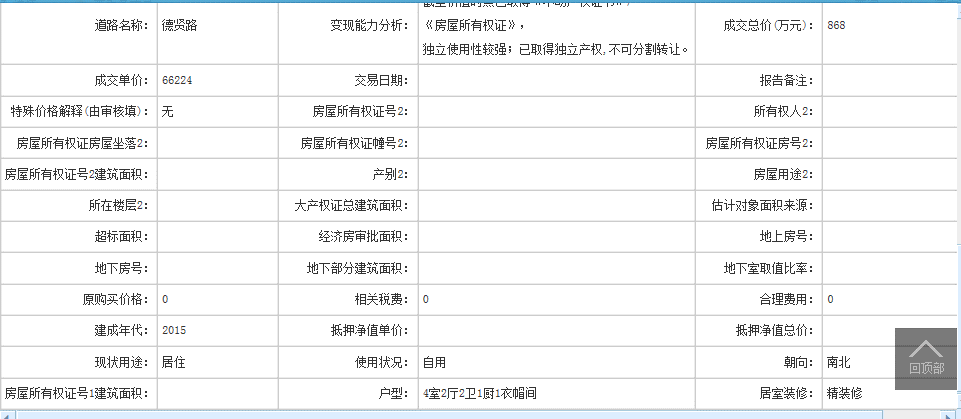 道路名称： 德贤路 变现能力分析： 《房屋所有权证》， 成交总价(万元)： 868
独立使用性较强；已取得独立产权,不可分割转让。
成交单价： 66224 交易日期： 报告备注：
特殊价格解释(由审核填)： 无 房屋所有权证号2： 所有权人2：
房屋所有权证房屋坐落2： 房屋所有权证幢号2： 房屋所有权证房号2：
房屋所有权证号2建筑面积： 产别2： 房屋用途2：
所在楼层2： 大产权证总建筑面积： 估计对象面积来源：
超标面积： 经济房审批面积： 地上房号：
地下房号： 地下部分建筑面积： 地下室取值比率：
原购买价格： 0 相关税费： 0 合理费用： 0
建成年代： 2015 抵押净值单价： 抵押净值总价：
现状用途： 居住 使用状况： 自用 朝向： 南北
回顶部
房屋所有权证号1建筑面积： 户型： 4室2厅2卫1厨1衣帽间 居室装修： 精装修